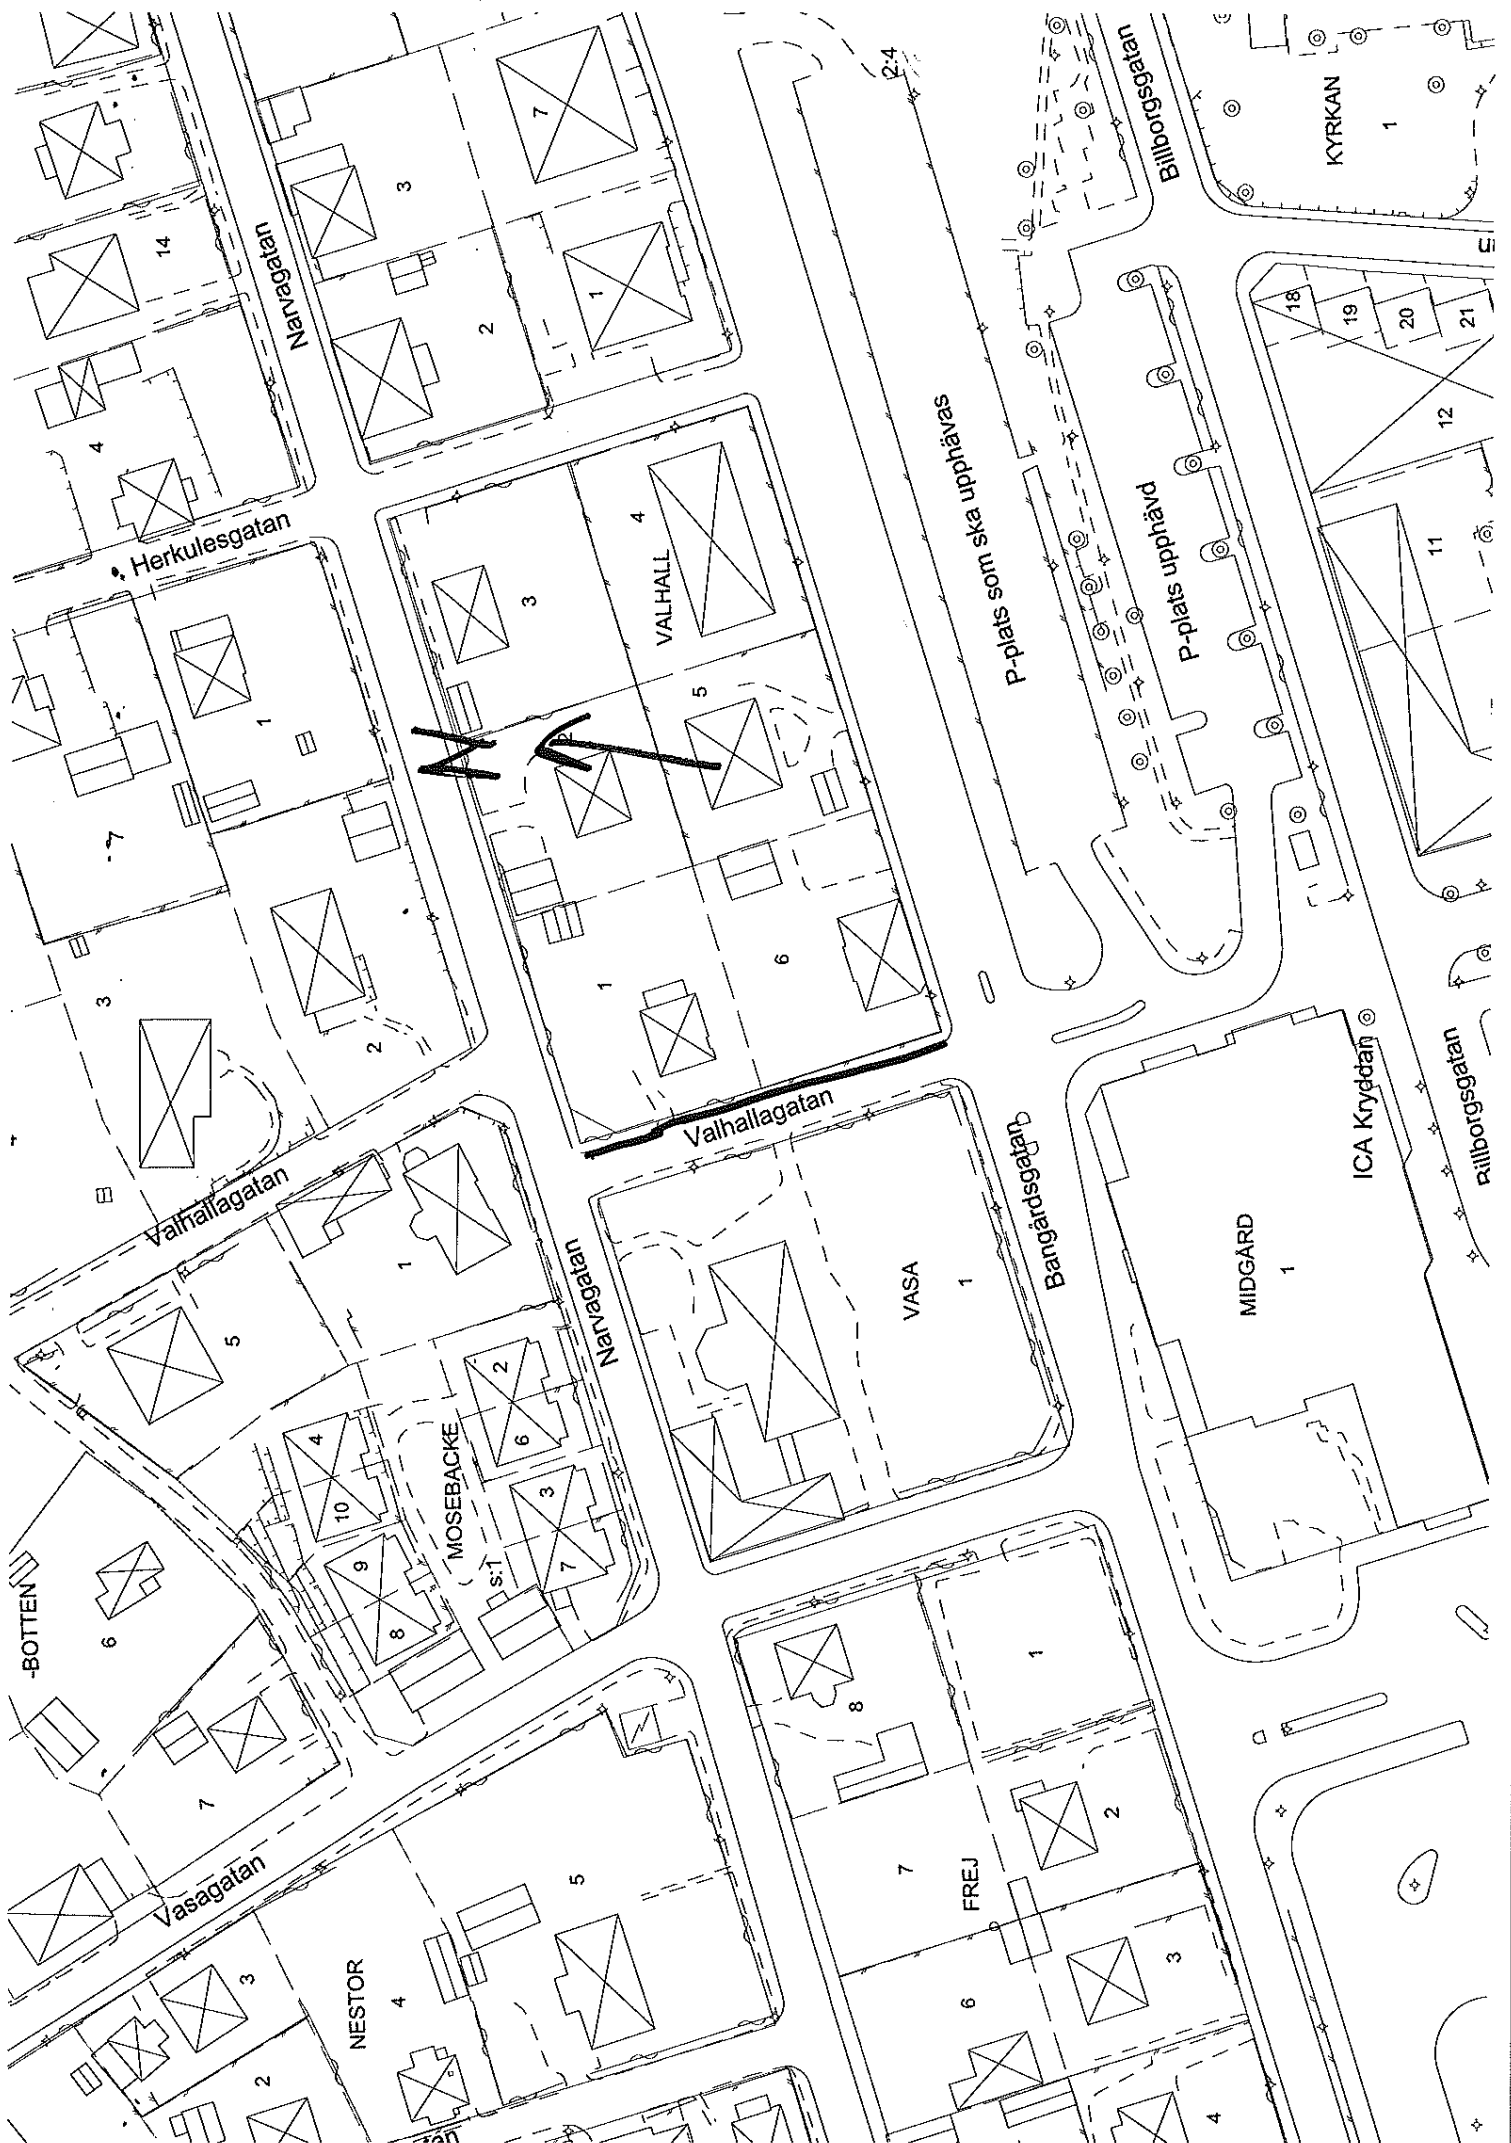 2:4
Billborgsgatan
KYRKAN
1
7
3
14
Narvagatan
1
2
18
19
20
21
12
11
4
Herkulesgatan
4
VALHALL
3
P-plats som ska upphävas
P-plats upphävd
1
5
N
7
3
2
1
6
Valhallagatan
Valhallagatan
Bangårdsgatan
ICA Kryddan
Billborgsgatan
MIDGÅRD
1
VASA
1
Narvagatan
1
5
2
6
3
7
4
10
9
8
MOSEBACKE
s:1
-BOTTEN
6
7
Vasagatan
8
1
7
FREJ
2
3
6
4
5
NESTOR
4
3
2